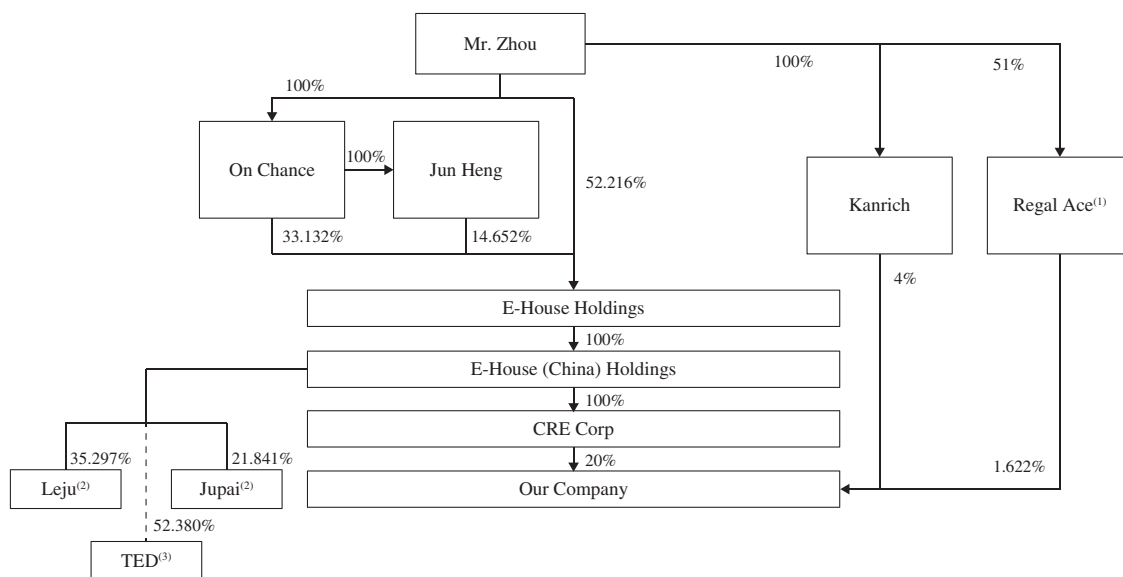 Mr. Zhou
100%
51%
100%
On Chance
100%
Jun Heng
52.216%
Kanrich
Regal Ace(1)
33.132%
14.652%
4%
E-House Holdings
100%
E-House (China) Holdings
100%
CRE Corp
35.297%
21.841%
20%
1.622%
Leju(2)
Jupai(2)
Our Company
52.380%
TED(3)